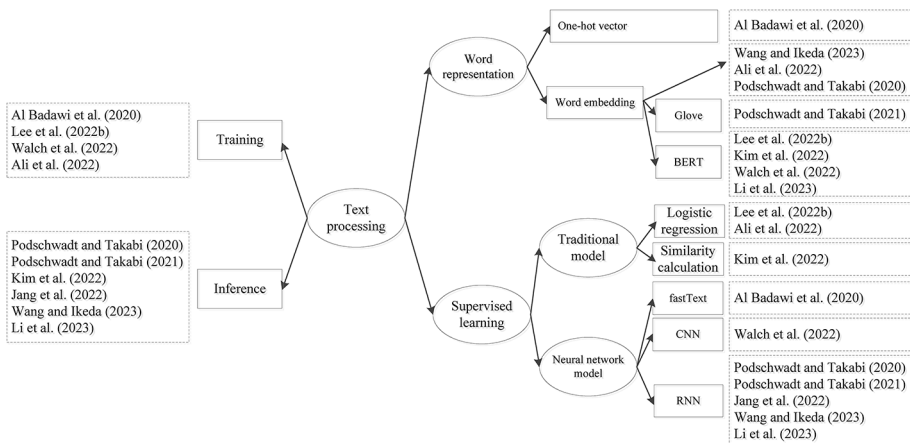 Al Badawi et al. (2020)
Lee et al. (2022b)
Walch et al. (2022)
Ali et al. (2022)
Training
Podschwadt and Takabi (2020)
Podschwadt and Takabi (2021)
Kim et al. (2022)
Jang et al. (2022)
Wang and Ikeda (2023)
Li et al. (2023)
Inference
Text
processing
Word
representation
One-hot vector
Al Badawi et al. (2020)
Word embedding
Wang and Ikeda (2023)
Ali et al. (2022)
Podschwadt and Takabi (2020)
Glove
Podschwadt and Takabi (2021)
BERT
Lee et al. (2022b)
Kim et al. (2022)
Walch et al. (2022)
Li et al. (2023)
Supervised
learning
Traditional
model
Logistic
regression
Lee et al. (2022b)
Ali et al. (2022)
Similarity
calculation
Kim et al. (2022)
Neural network
model
fastText
Al Badawi et al. (2020)
CNN
Walch et al. (2022)
RNN
Podschwadt and Takabi (2020)
Podschwadt and Takabi (2021)
Jang et al. (2022)
Wang and Ikeda (2023)
Li et al. (2023)